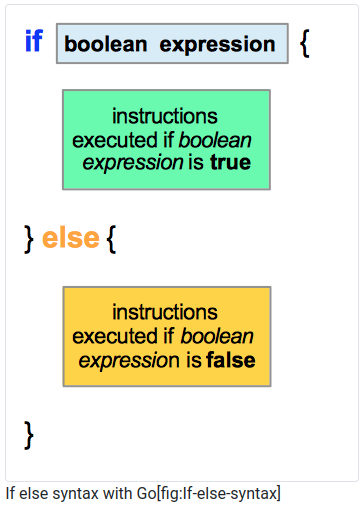 if boolean expression {
instructions
executed if boolean
expression is true
} else {
instructions
executed if boolean
expression is false
}
If else syntax with Go[fig:If-else-syntax]